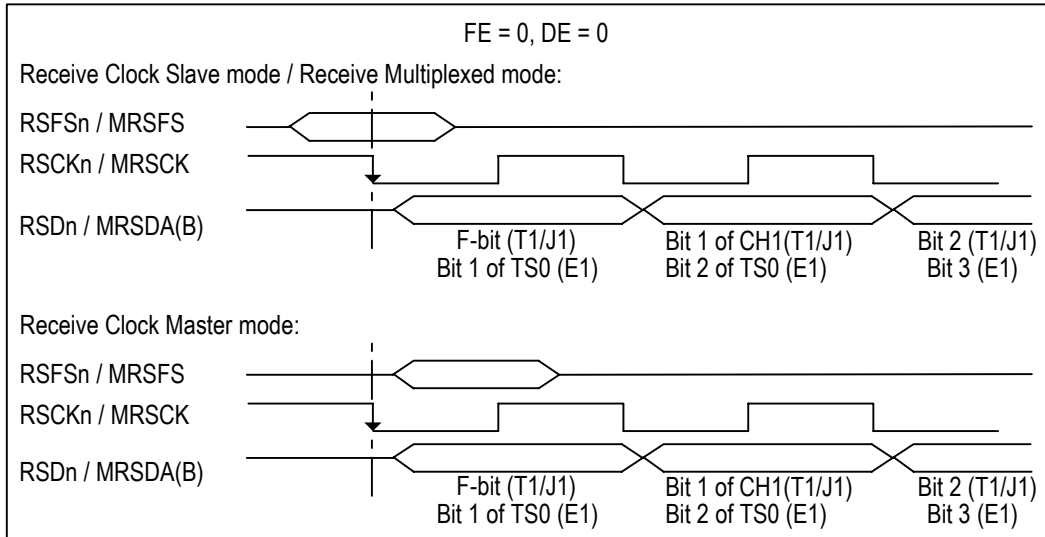 FE = 0, DE = 0
Receive Clock Slave mode / Receive Multiplexed mode:
RSFSn / MRSFS
RSCKn / MRSCK
RSDn / MRSDA(B)
F-bit (T1/J1) Bit 1 of CH1(T1/J1) Bit 2 (T1/J1)
Bit 1 of TS0 (E1) Bit 2 of TS0 (E1) Bit 3 (E1)
Receive Clock Master mode:
RSFSn / MRSFS
RSCKn / MRSCK
RSDn / MRSDA(B)
F-bit (T1/J1) Bit 1 of CH1(T1/J1) Bit 2 (T1/J1)
Bit 1 of TS0 (E1) Bit 2 of TS0 (E1) Bit 3 (E1)